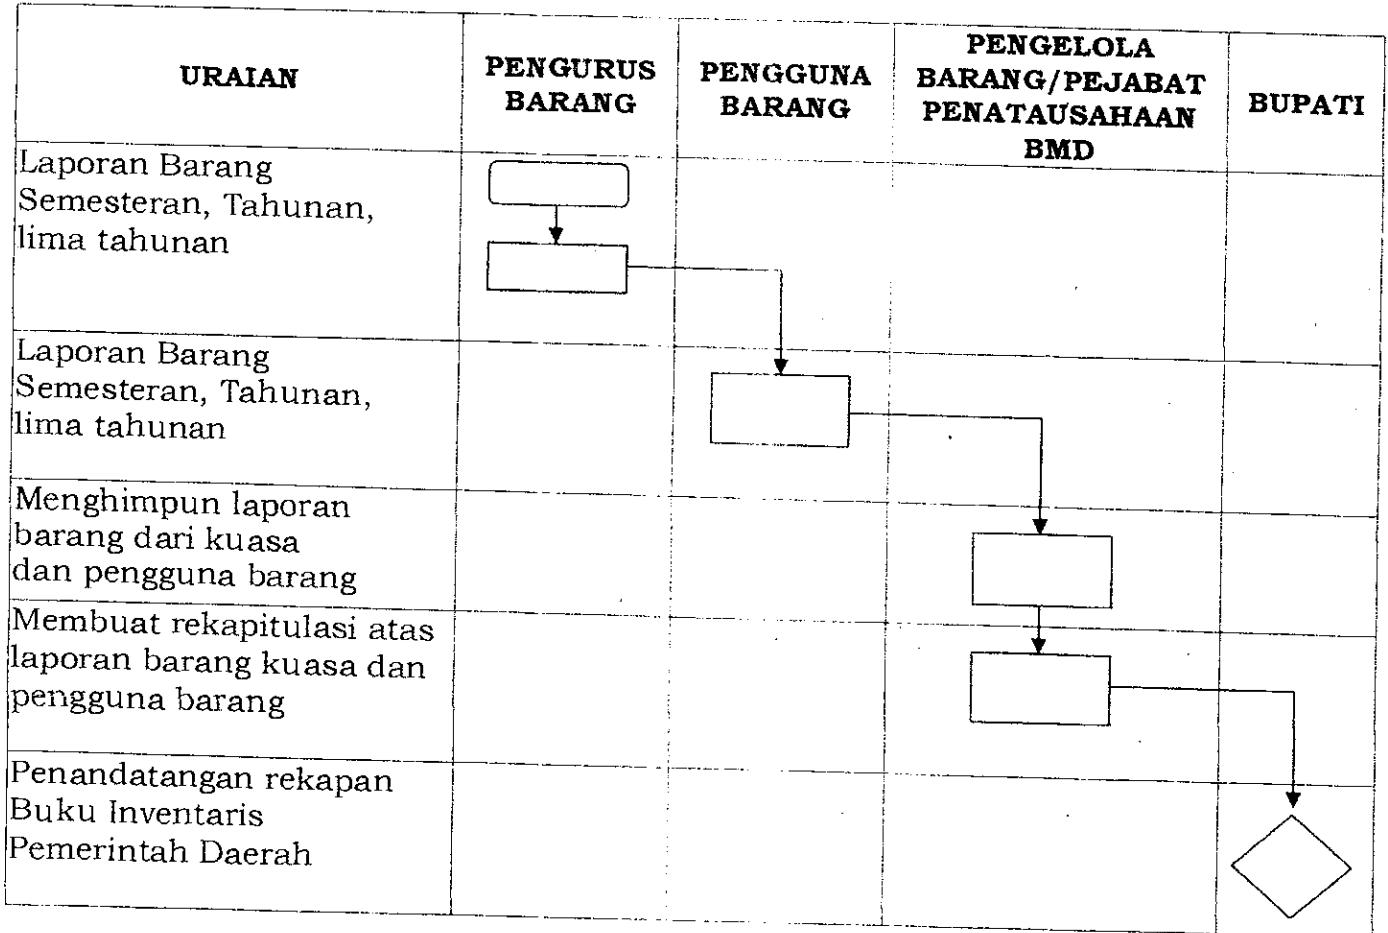 URAIAN
PENGURUS
BARANG
PENGGUNA
BARANG
PENGELOLA
BARANG/PEJABAT
PENATAUSAHAAN
BMD
BUPATI
Laporan Barang
Semesteran, Tahunan,
lima tahunan
Laporan Barang
Semesteran, Tahunan,
lima tahunan
Menghimpun laporan
barang dari kuasa
dan pengguna barang
Membuat rekapitulasi atas
laporan barang kuasa dan
pengguna barang
Penandatangan rekapan
Buku Inventaris
Pemerintah Daerah